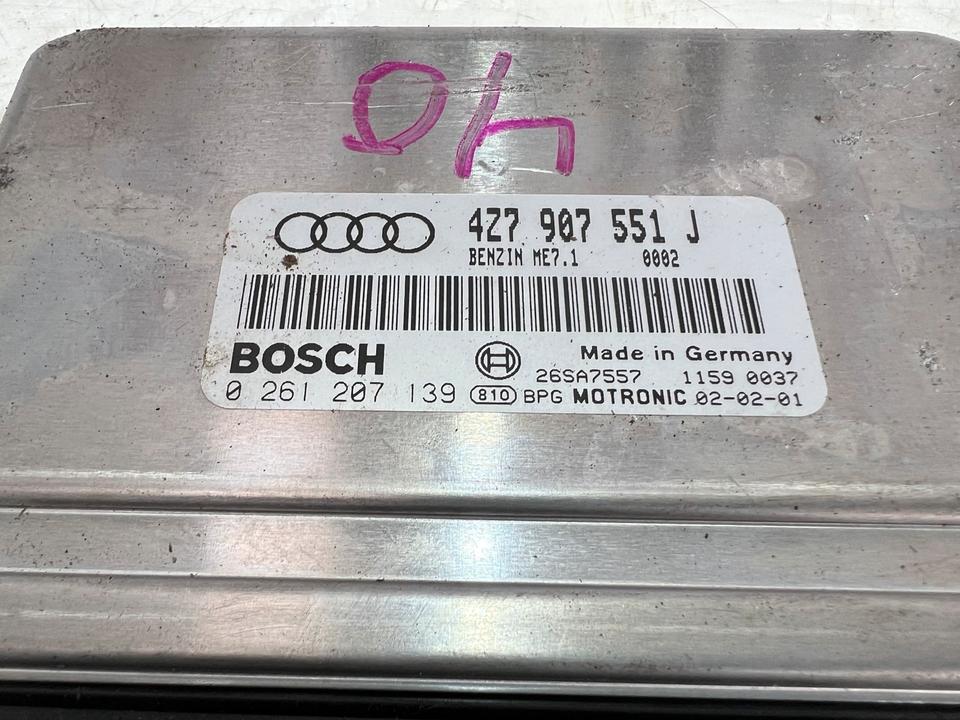 4Z7 907 551 J
BENZIN ME7.1 0002
BOSCH
Made in Germany
26SA7557 1159 0037
0 261 207 139 810 BPG MOTRONIC 02-02-01